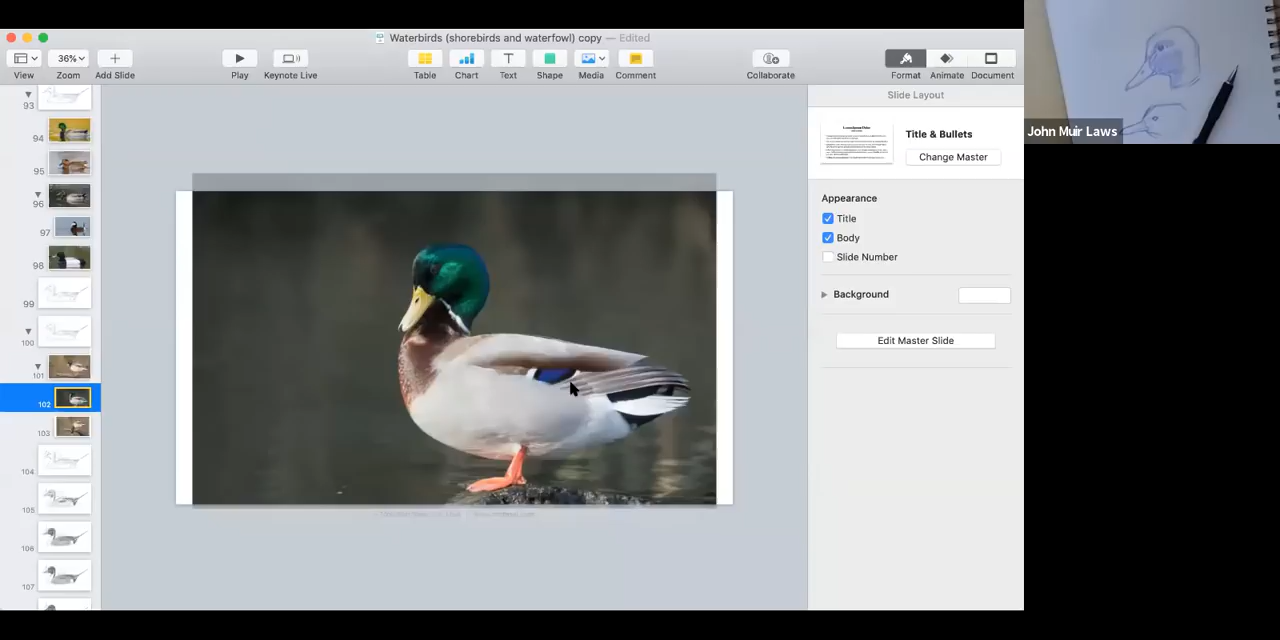 Waterbirds (shorebirds and waterfowl) copy — Edited
36%
View
Zoom
Add Slide
Play
Keynote Live
Table
Chart
Text
Shape
Media
Comment
Collaborate
Format
Animate
Document
93
94
95
96
97
98
99
100
101
102
103
104
105
106
107
Slide Layout
Title & Bullets
Change Master
Appearance
Title
Body
Slide Number
Background
Edit Master Slide
John Muir Laws